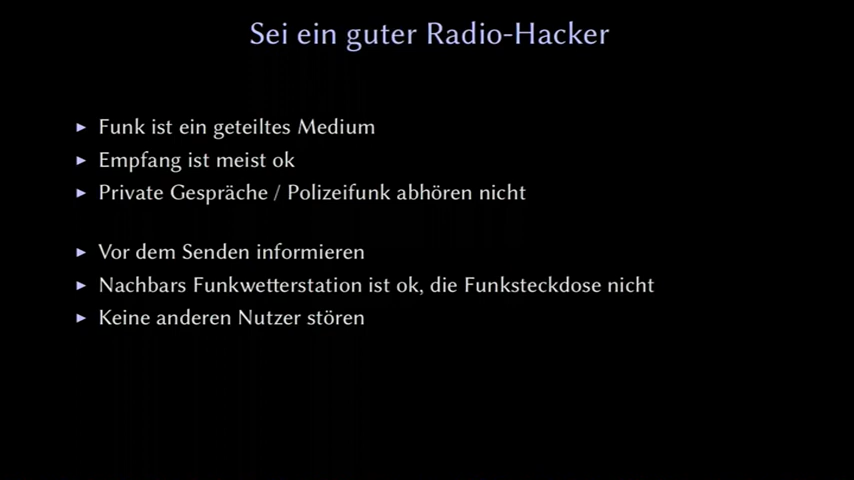 Sei ein guter Radio-Hacker
▶ Funk ist ein geteiltes Medium
▶ Empfang ist meist ok
▶ Private Gespräche / Polizeifunk abhören nicht
▶ Vor dem Senden informieren
▶ Nachbars Funkwetterstation ist ok, die Funksteckdose nicht
▶ Keine anderen Nutzer stören